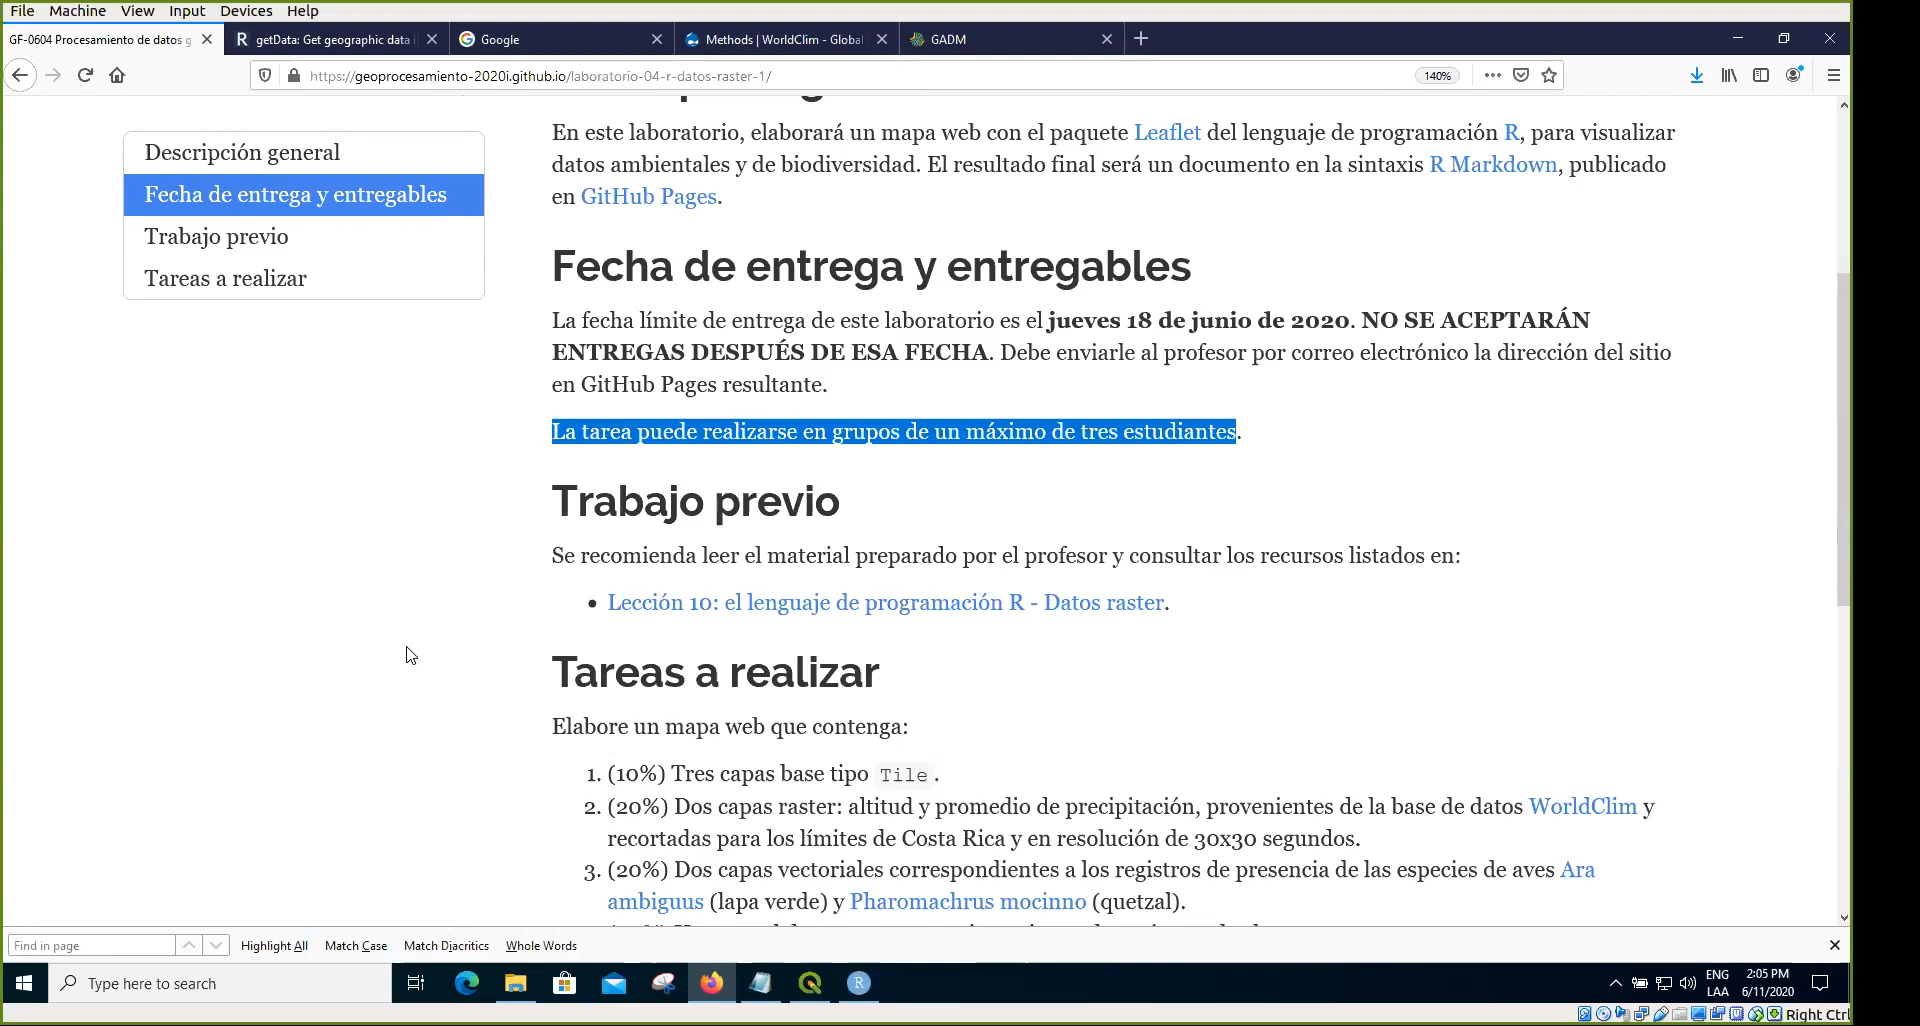 File Machine View Input Devices Help
GF-0604 Procesamiento de datos g
getData: Get geographic data i
Google
Methods | WorldClim - Global
GADM
https://geoprocesamiento-2020i.github.io/laboratorio-04-r-datos-raster-1/
140%
Descripción general
Fecha de entrega y entregables
Trabajo previo
Tareas a realizar
En este laboratorio, elaborará un mapa web con el paquete Leaflet del lenguaje de programación R, para visualizar
datos ambientales y de biodiversidad. El resultado final será un documento en la sintaxis R Markdown, publicado
en GitHub Pages.
Fecha de entrega y entregables
La fecha límite de entrega de este laboratorio es el jueves 18 de junio de 2020. NO SE ACEPTARÁN
ENTREGAS DESPUÉS DE ESA FECHA. Debe enviarle al profesor por correo electrónico la dirección del sitio
en GitHub Pages resultante.
La tarea puede realizarse en grupos de un máximo de tres estudiantes.
Trabajo previo
Se recomienda leer el material preparado por el profesor y consultar los recursos listados en:
• Lección 10: el lenguaje de programación R - Datos raster.
Tareas a realizar
Elabore un mapa web que contenga:
1. (10%) Tres capas base tipo Tile.
2. (20%) Dos capas raster: altitud y promedio de precipitación, provenientes de la base de datos WorldClim y
recortadas para los límites de Costa Rica y en resolución de 30x30 segundos.
3. (20%) Dos capas vectoriales correspondientes a los registros de presencia de las especies de aves Ara
ambiguus (lapa verde) y Pharomachrus mocinno (quetzal).
Find in page
Highlight All Match Case Match Diacritics Whole Words
Type here to search
ENG
LAA
2:05 PM
6/11/2020
Right Ctrl